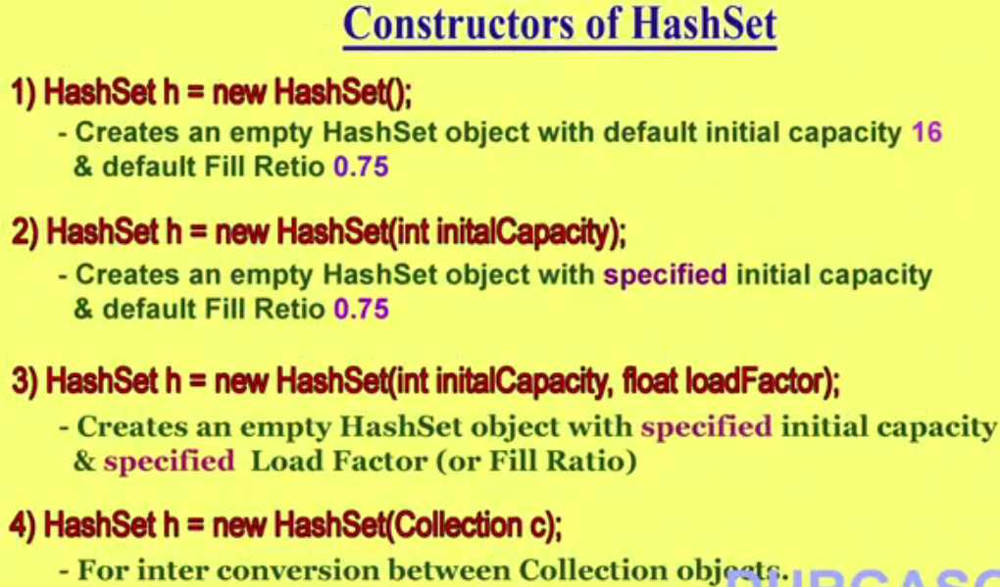 Constructors of HashSet
1) HashSet h = new HashSet();
- Creates an empty HashSet object with default initial capacity 16
& default Fill Retio 0.75
2) HashSet h = new HashSet(int initalCapacity);
- Creates an empty HashSet object with specified initial capacity
& default Fill Retio 0.75
3) HashSet h = new HashSet(int initalCapacity, float loadFactor);
- Creates an empty HashSet object with specified initial capacity
& specified Load Factor (or Fill Ratio)
4) HashSet h = new HashSet(Collection c);
- For inter conversion between Collection objects.